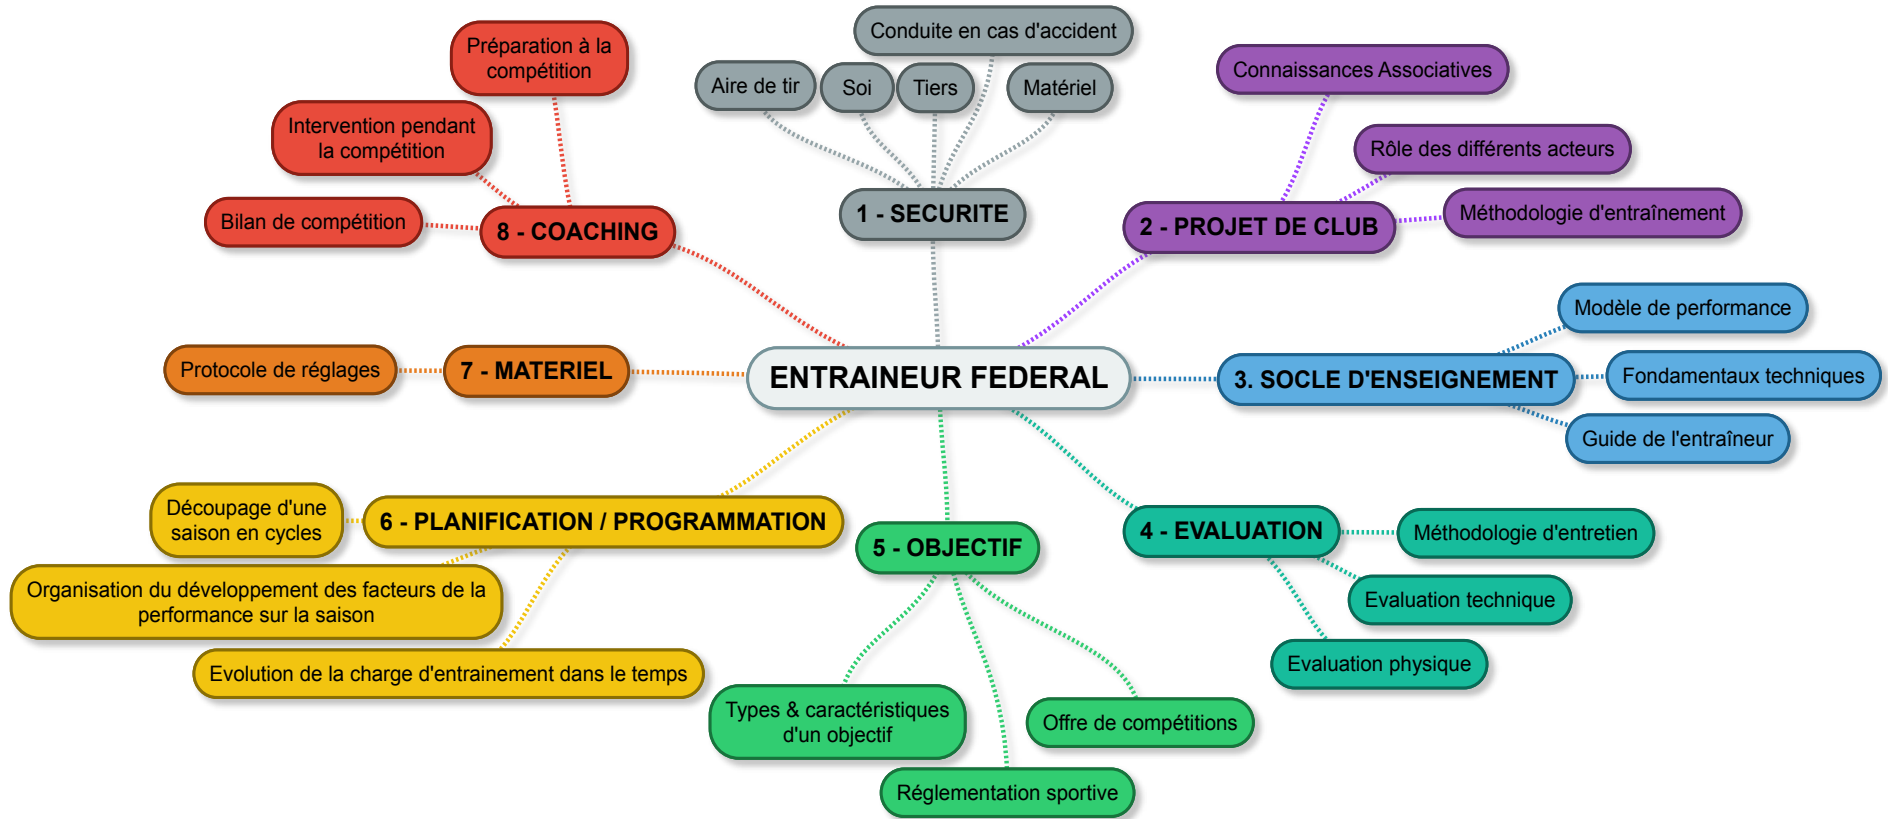 ENTRAINEUR FEDERAL
1 - SECURITE
Aire de tir
Soi
Tiers
Conduite en cas d'accident
Matériel
2 - PROJET DE CLUB
Connaissances Associatives
Rôle des différents acteurs
Méthodologie d'entraînement
3. SOCLE D'ENSEIGNEMENT
Modèle de performance
Fondamentaux techniques
Guide de l'entraîneur
4 - EVALUATION
Méthodologie d'entretien
Evaluation technique
Evaluation physique
5 - OBJECTIF
Offre de compétitions
Réglementation sportive
Types & caractéristiques
d'un objectif
6 - PLANIFICATION / PROGRAMMATION
Découpage d'une
saison en cycles
Organisation du développement des facteurs de la
performance sur la saison
Evolution de la charge d'entrainement dans le temps
7 - MATERIEL
Protocole de réglages
8 - COACHING
Préparation à la
compétition
Intervention pendant
la compétition
Bilan de compétition